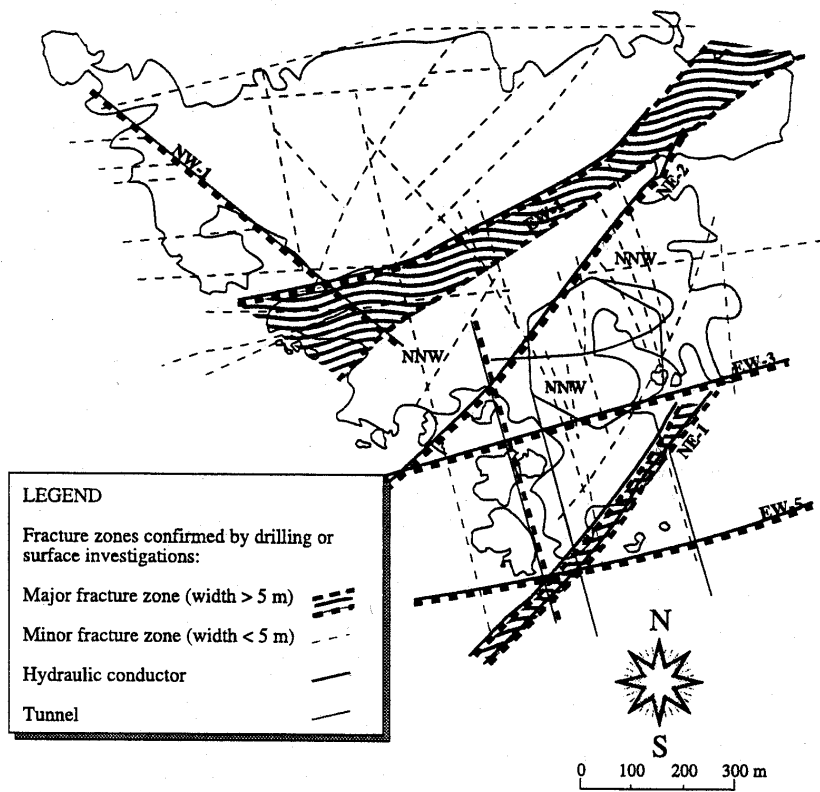 NW-1
EW-1
NE-2
NNW
NNW
NNW
EW-3
NE-1
EW-5
LEGEND
Fracture zones confirmed by drilling or
surface investigations:
Major fracture zone (width > 5 m)
Minor fracture zone (width < 5 m)
Hydraulic conductor
Tunnel
N
S
0 100 200 300 m